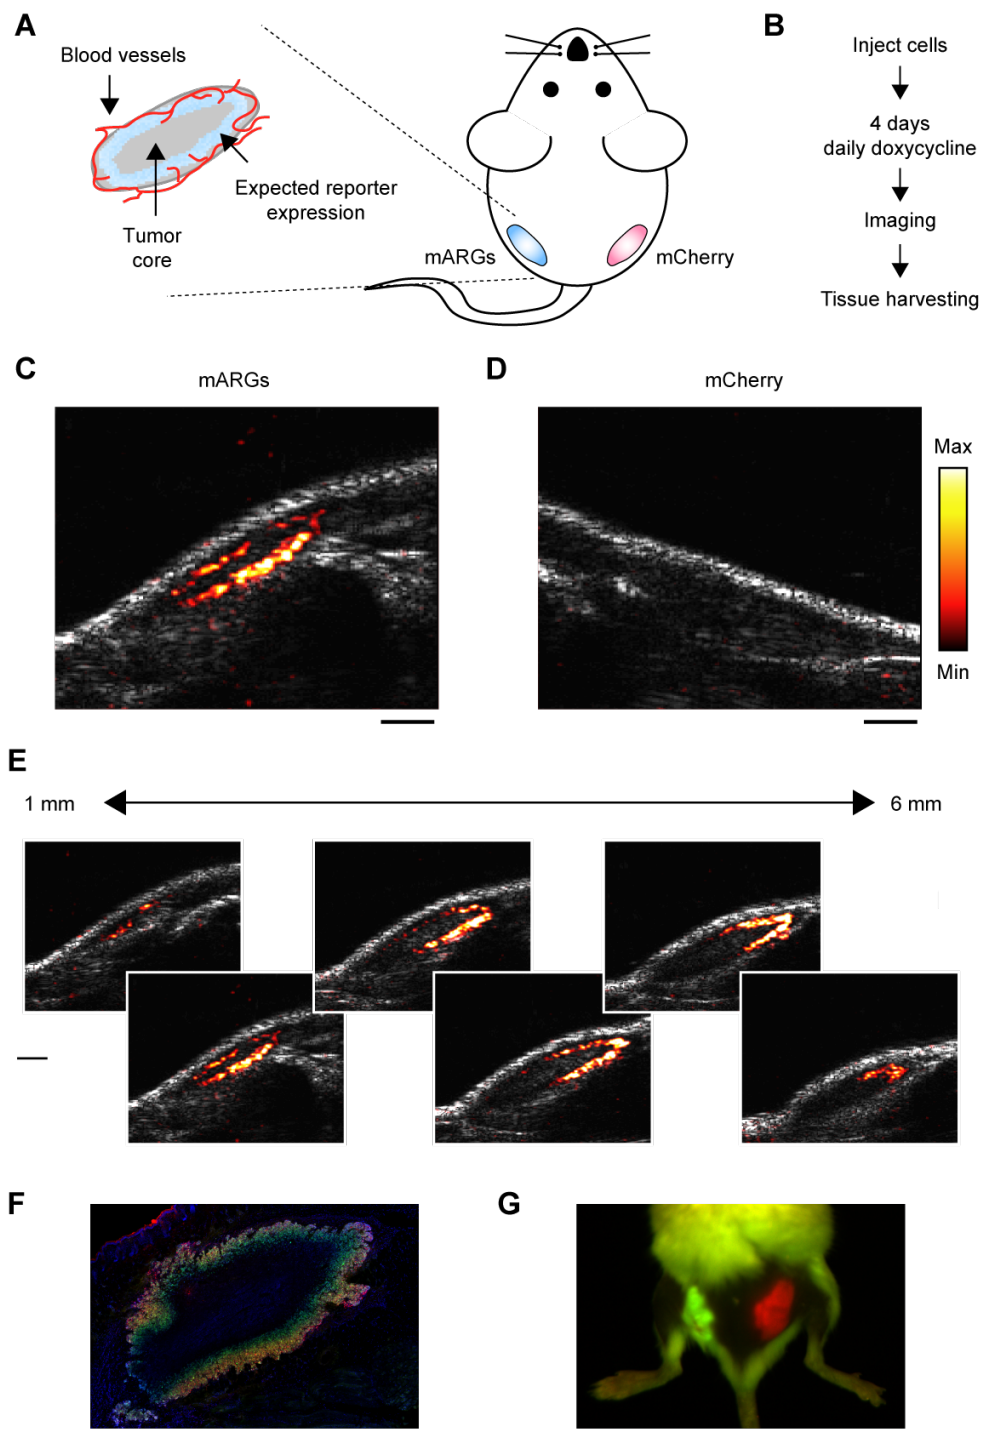 A
B
Blood vessels
Expected reporter
expression
Tumor
core
mARGs
mCherry
Inject cells
4 days
daily doxycycline
Imaging
Tissue harvesting
C
mARGs
D
mCherry
Max
Min
E
1 mm
6 mm
F
G